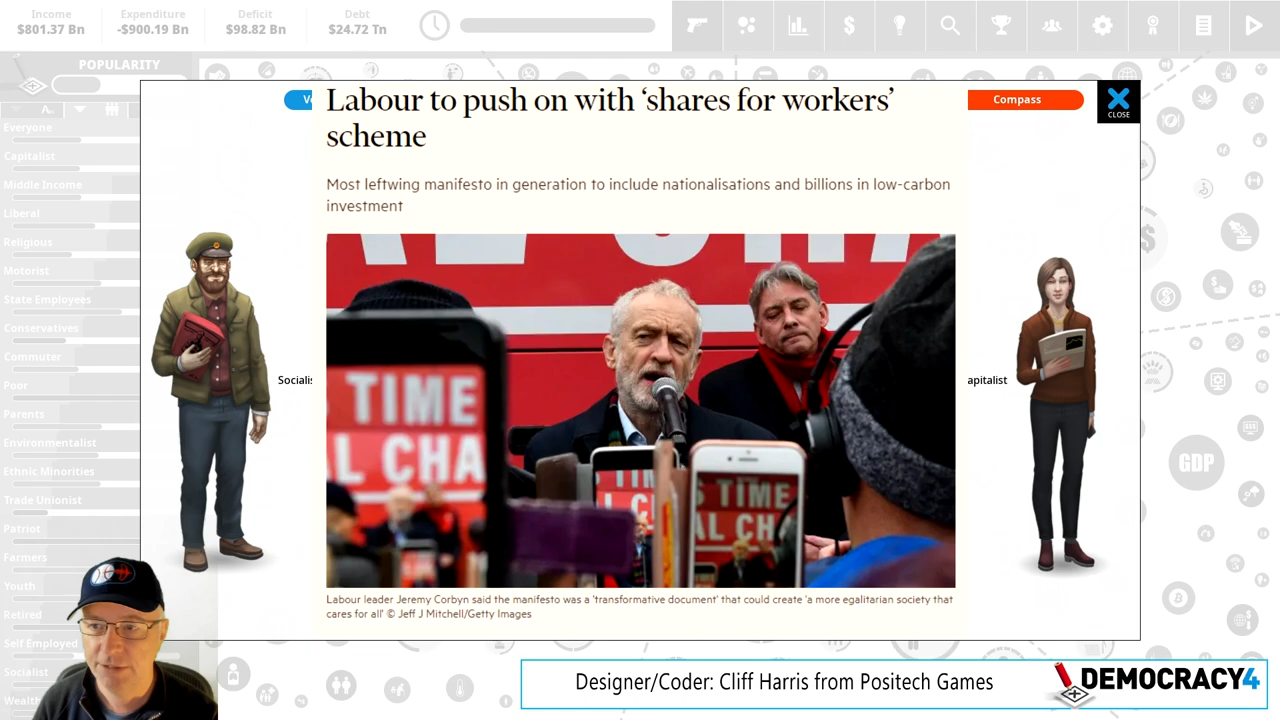 Income
Expenditure
Deficit
Debt
$801.37 Bn
-$900.19 Bn
$98.82 Bn
$24.72 Tn
POPULARITY
Everyone
Capitalist
Middle Income
Liberal
Religious
Motorist
State Employees
Conservatives
Commuter
Poor
Parents
Environmentalist
Ethnic Minorities
Trade Unionist
Patriot
Farmers
Youth
Retired
Self Employed
Socialist
Wealth
Compass
CLOSE
Labour to push on with ‘shares for workers’
scheme
Most leftwing manifesto in generation to include nationalisations and billions in low-carbon
investment
TIME
L CHA
S TIME
AL CHA
Labour leader Jeremy Corbyn said the manifesto was a 'transformative document' that could create 'a more egalitarian society that
cares for all' © Jeff J Mitchell/Getty Images
Socialis
apitalist
GDP
Designer/Coder: Cliff Harris from Positech Games
DEMOCRACY4